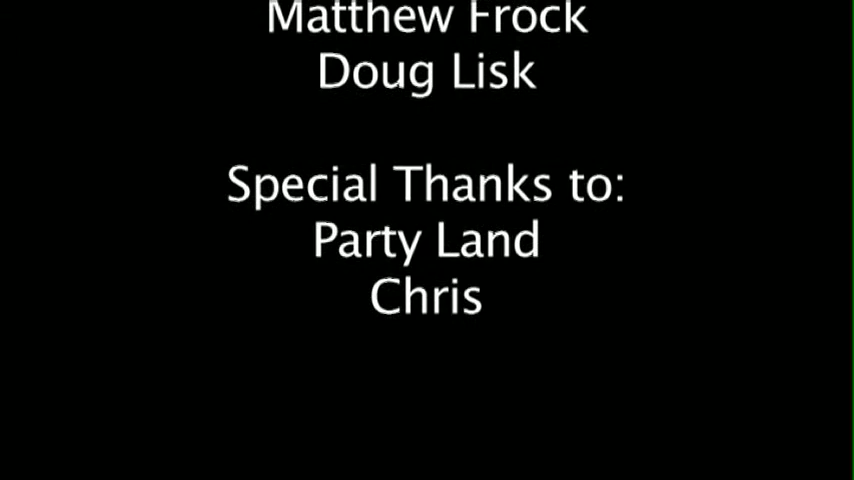 Matthew Frock
Doug Lisk
Special Thanks to:
Party Land
Chris